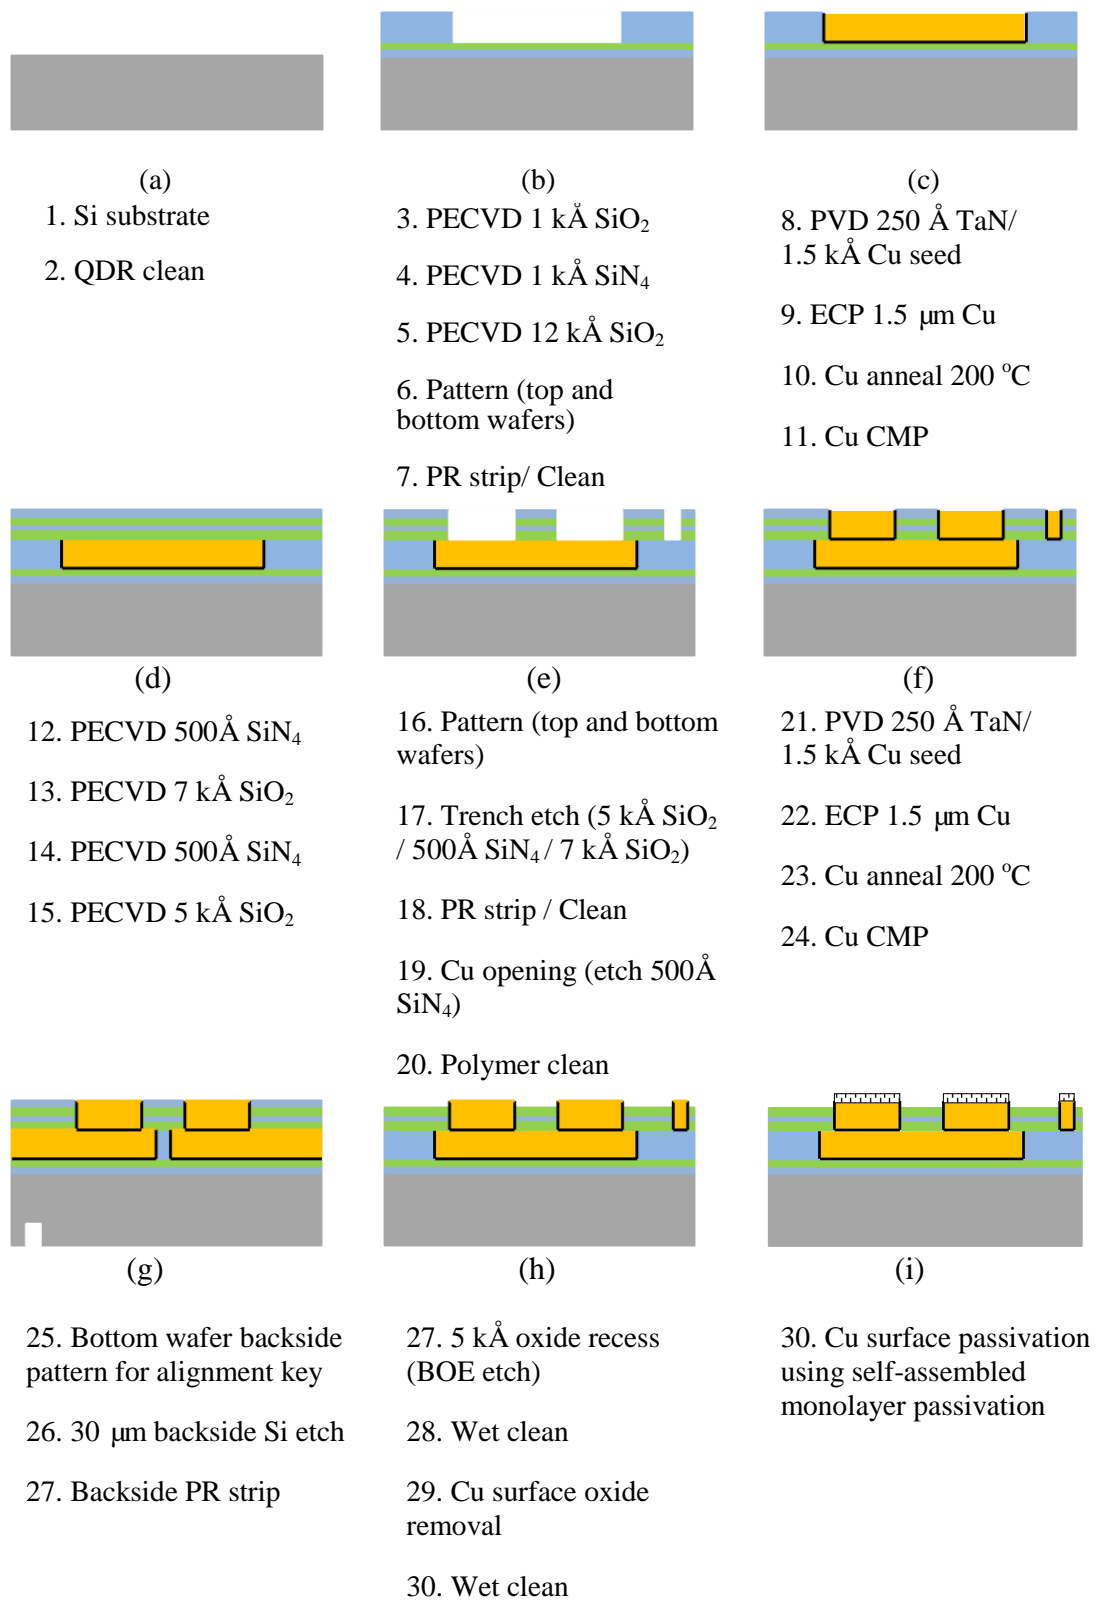 (a)
1. Si substrate
2. QDR clean
(b)
3. PECVD 1 kÅ SiO₂
4. PECVD 1 kÅ SiN₄
5. PECVD 12 kÅ SiO₂
6. Pattern (top and
bottom wafers)
7. PR strip/ Clean
(c)
8. PVD 250 Å TaN/
1.5 kÅ Cu seed
9. ECP 1.5 µm Cu
10. Cu anneal 200 ºC
11. Cu CMP
(d)
12. PECVD 500Å SiN₄
13. PECVD 7 kÅ SiO₂
14. PECVD 500Å SiN₄
15. PECVD 5 kÅ SiO₂
(e)
16. Pattern (top and bottom
wafers)
17. Trench etch (5 kÅ SiO₂
/ 500Å SiN₄ / 7 kÅ SiO₂)
18. PR strip / Clean
19. Cu opening (etch 500Å
SiN₄)
20. Polymer clean
(f)
21. PVD 250 Å TaN/
1.5 kÅ Cu seed
22. ECP 1.5 µm Cu
23. Cu anneal 200 ºC
24. Cu CMP
(g)
25. Bottom wafer backside
pattern for alignment key
26. 30 µm backside Si etch
27. Backside PR strip
(h)
27. 5 kÅ oxide recess
(BOE etch)
28. Wet clean
29. Cu surface oxide
removal
30. Wet clean
(i)
30. Cu surface passivation
using self-assembled
monolayer passivation